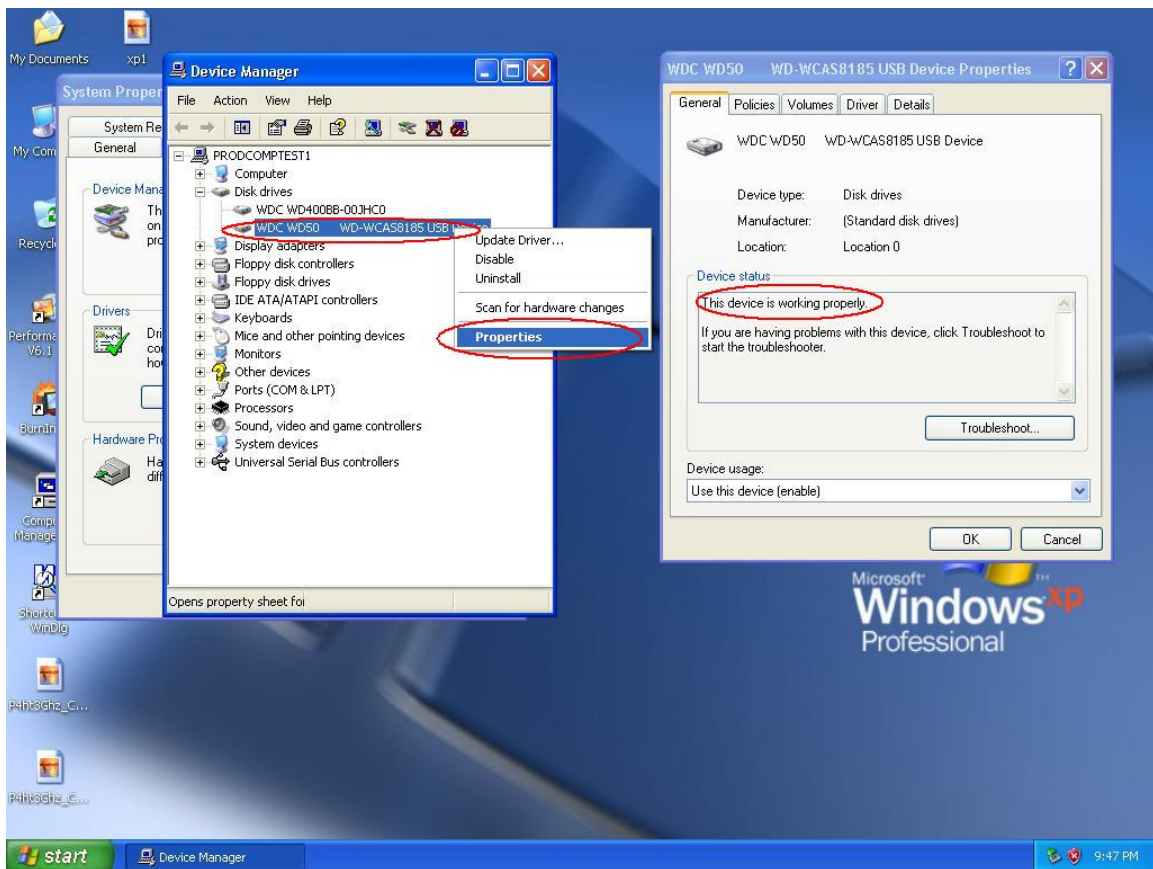 My Documents
xp1
System Proper
System Re
General
Device Mana
Th
on
pro
Drivers
Dri
co
ho
Hardware Pro
Ha
diff
My Com
Recycl
Performa
V6.1
BurnIn
Compu
Manage
Shortc
WinDlg
P4ht3Ghz_C...
P4ht3Ghz_C...
Device Manager
File Action View Help
PRODCOMPTEST1
Computer
Disk drives
WDC WD400BB-00JHC0
WDC WD50 WD-WCAS8185 USB Device
Display adapters
Floppy disk controllers
Floppy disk drives
IDE ATA/ATAPI controllers
Keyboards
Mice and other pointing devices
Monitors
Other devices
Ports (COM & LPT)
Processors
Sound, video and game controllers
System devices
Universal Serial Bus controllers
Opens property sheet for
Update Driver...
Disable
Uninstall
Scan for hardware changes
Properties
WDC WD50 WD-WCAS8185 USB Device Properties
General Policies Volumes Driver Details
WDC WD50 WD-WCAS8185 USB Device
Device type: Disk drives
Manufacturer: (Standard disk drives)
Location: Location 0
Device status
This device is working properly.
If you are having problems with this device, click Troubleshoot to
start the troubleshooter.
Troubleshoot...
Device usage:
Use this device (enable)
OK Cancel
Microsoft
Windows xp
TM
Professional
start
Device Manager
9:47 PM